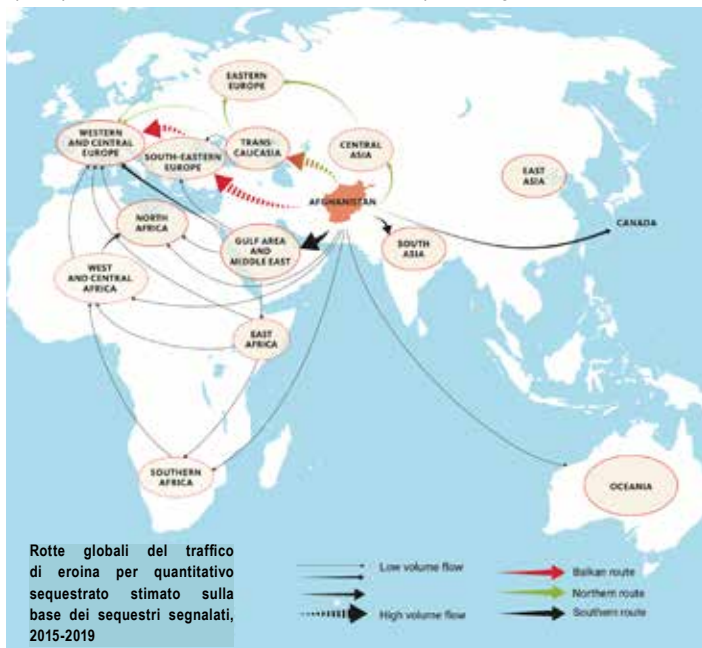 EASTERN
EUROPE
WESTERN
AND CENTRAL
EUROPE
SOUTH-EASTERN
EUROPE
TRANS-
CAUCASIA
CENTRAL
ASIA
EAST
ASIA
AFGHANISTAN
NORTH
AFRICA
GULF AREA
AND
MIDDLE EAST
SOUTH
ASIA
CANADA
WEST
AND CENTRAL
AFRICA
EAST
AFRICA
SOUTHERN
AFRICA
OCEANIA
Rotte globali del traffico
di eroina per quantitativo
sequestrato stimato sulla
base dei sequestri segnalati,
2015-2019
Low volume flow
High volume flow
Balkan route
Northern route
Southern route